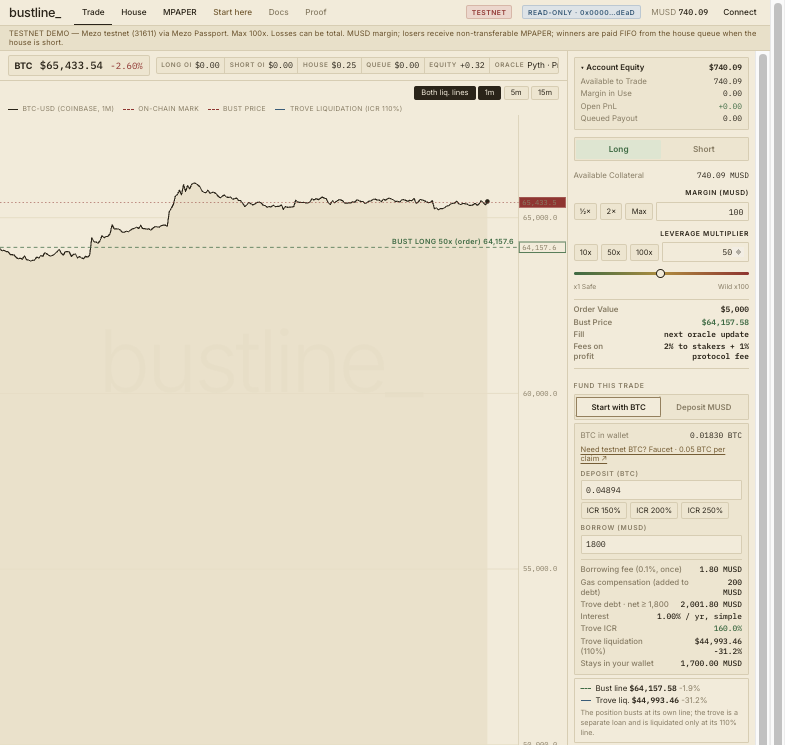 bustline_ Trade House MPAPER Start here Docs Proof TESTNET READ-ONLY · 0x0000...dEaD MUSD 740.09 Connect
TESTNET DEMO — Mezo testnet (31611) via Mezo Passport. Max 100x. Losses can be total. MUSD margin; losers receive non-transferable MPAPER; winners are paid FIFO from the house queue when the
house is short.
BTC $65,433.54 -2.60% LONG OI $0.00 SHORT OI $0.00 HOUSE $0.25 QUEUE $0.00 EQUITY +0.32 ORACLE Pyth ·
Both liq. lines 1m 5m 15m
BTC-USD (COINBASE, 1M) ON-CHAIN MARK BUST PRICE TROVE LIQUIDATION (ICR 110%)
65,433.5
65,000.0
BUST LONG 50x (order) 64,157.6 64,157.6
bustline_
60,000.0
55,000.0
50,000.0
• Account Equity $740.09
Available to Trade 740.09
Margin in Use 0.00
Open PnL +0.00
Queued Payout 0.00
Long Short
Available Collateral 740.09 MUSD
MARGIN (MUSD)
½× 2× Max 100
LEVERAGE MULTIPLIER
10x 50x 100x 50
x1 Safe Wild x100
Order Value $5,000
Bust Price $64,157.58
Fill next oracle update
Fees on profit 2% to stakers + 1% protocol fee
FUND THIS TRADE
Start with BTC Deposit MUSD
BTC in wallet 0.01830 BTC
Need testnet BTC? Faucet · 0.05 BTC per
claim ↗
DEPOSIT (BTC)
0.04894
ICR 150% ICR 200% ICR 250%
BORROW (MUSD)
1800
Borrowing fee (0.1%, once) 1.80 MUSD
Gas compensation (added to debt) 200 MUSD
Trove debt · net ≥ 1,800 2,001.80 MUSD
Interest 1.00% / yr, simple
Trove ICR 160.0%
Trove liquidation (110%) $44,993.46 -31.2%
Stays in your wallet 1,700.00 MUSD
Bust line $64,157.58 -1.9%
Trove liq. $44,993.46 -31.2%
The position busts at its own line; the trove is a
separate loan and is liquidated only at its 110%
line.